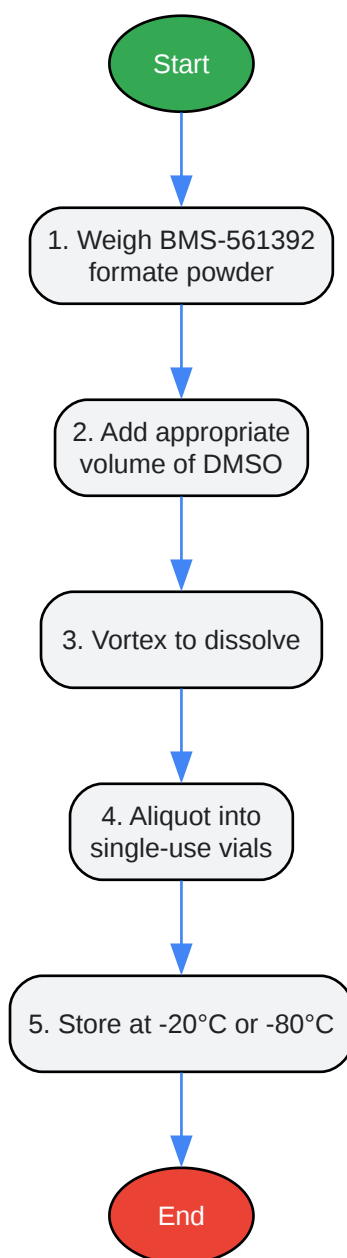 Start
1. Weigh BMS-561392
formate powder
2. Add appropriate
volume of DMSO
3. Vortex to dissolve
4. Aliquot into
single-use vials
5. Store at -20°C or -80°C
End